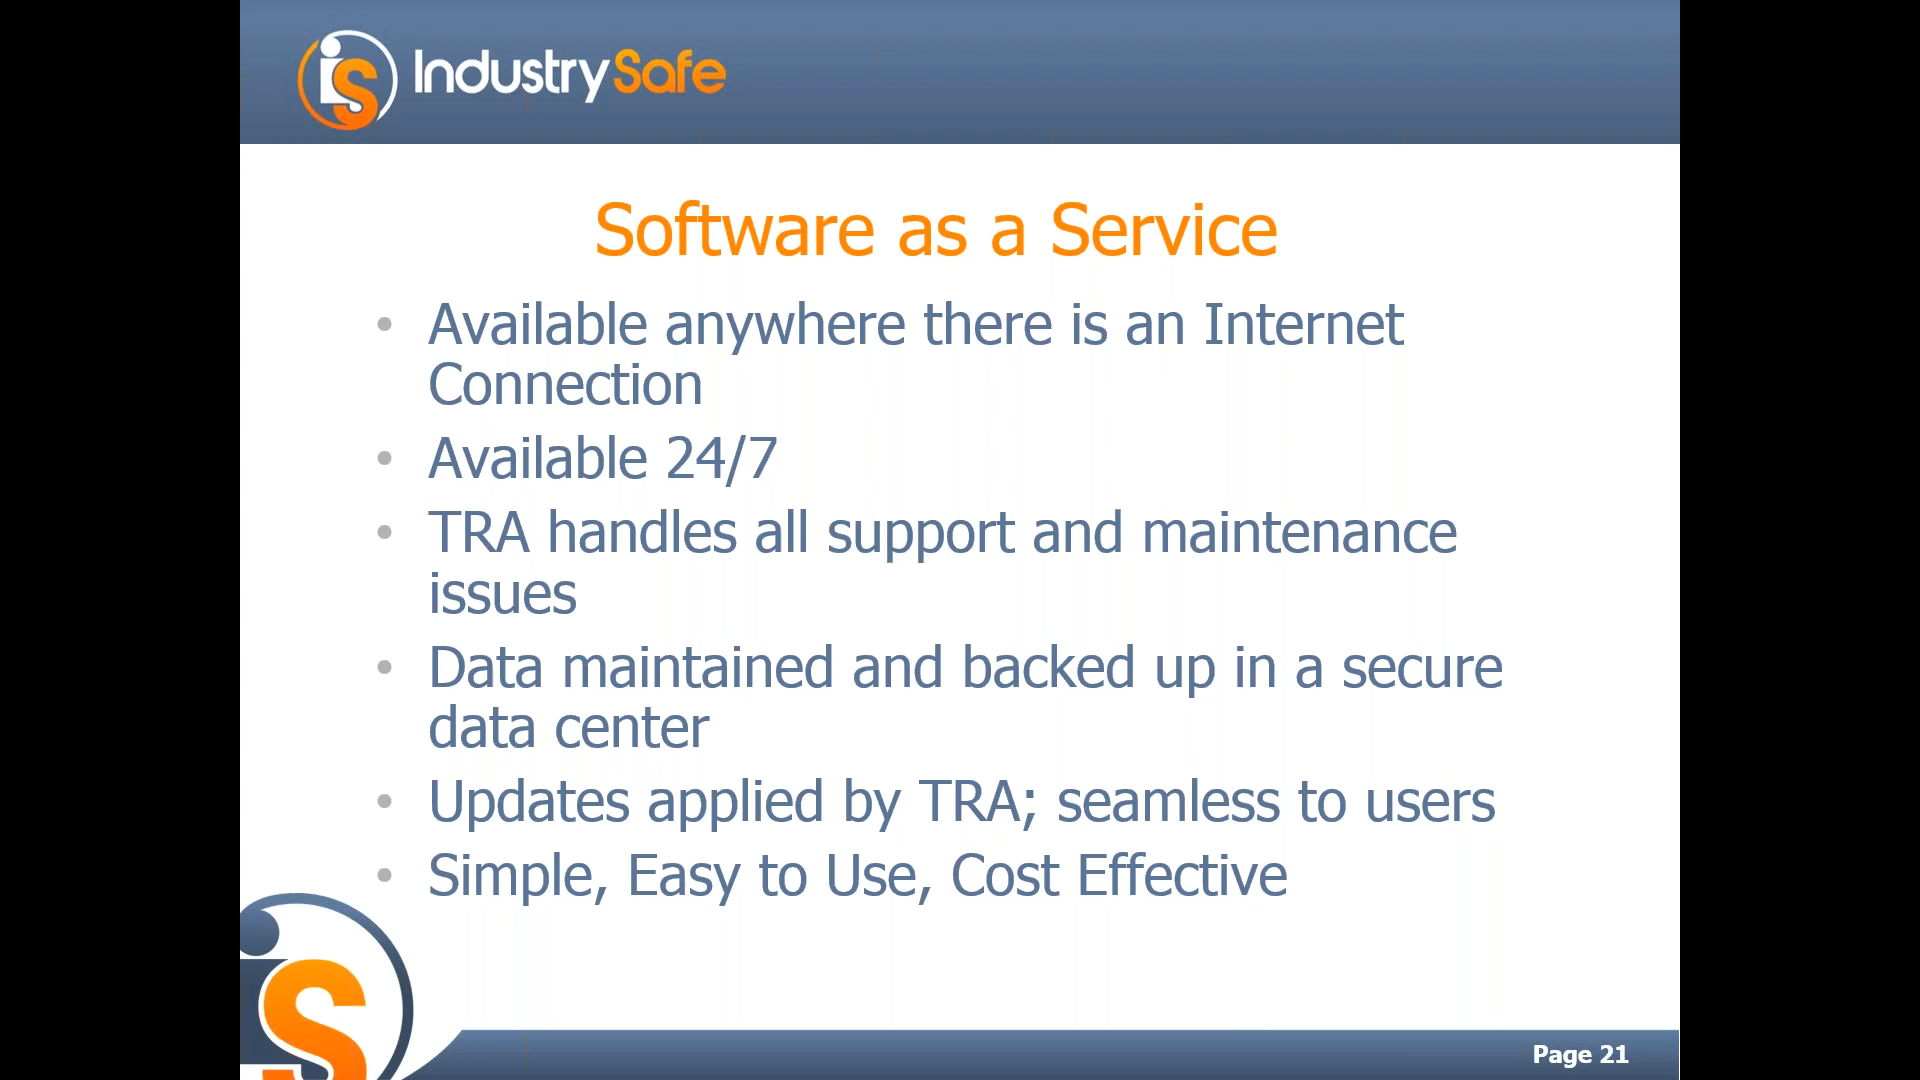 IndustrySafe
Software as a Service
• Available anywhere there is an Internet
Connection
• Available 24/7
• TRA handles all support and maintenance
issues
• Data maintained and backed up in a secure
data center
• Updates applied by TRA; seamless to users
• Simple, Easy to Use, Cost Effective
Page 21